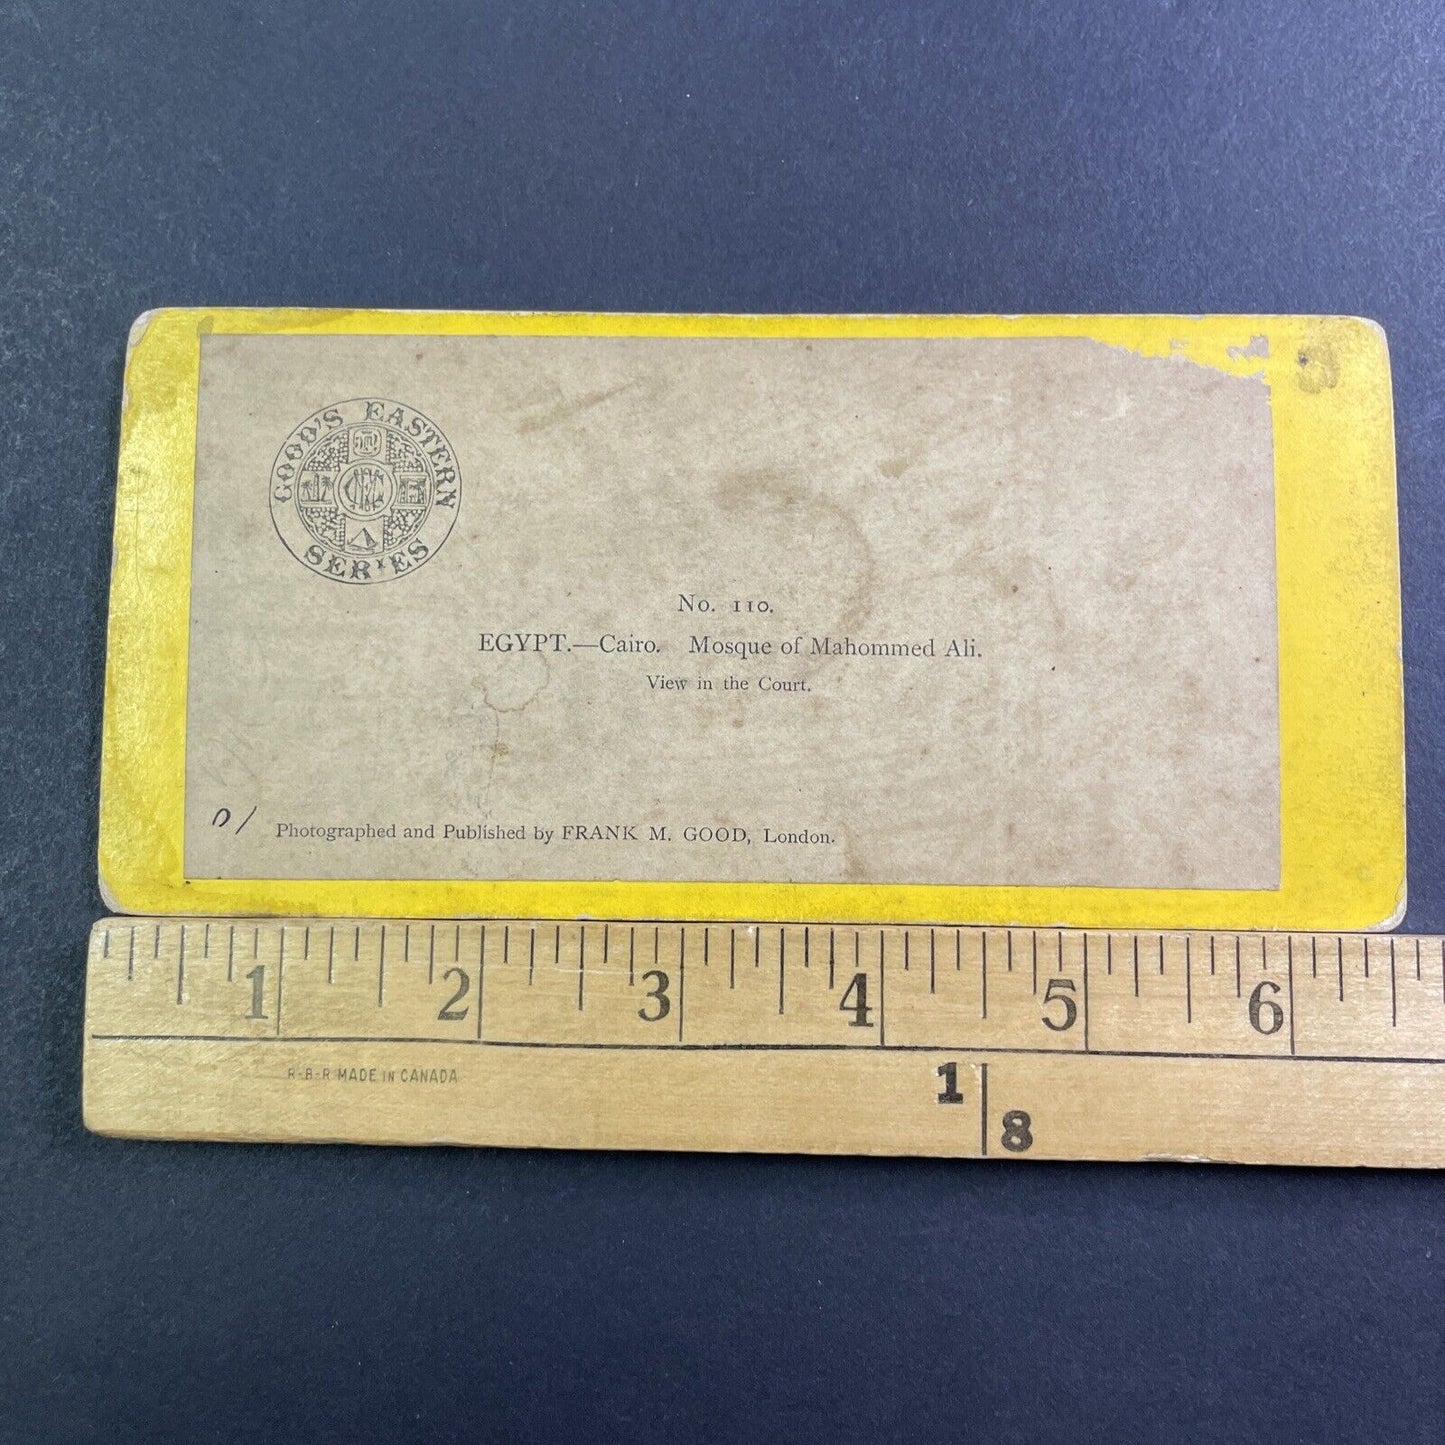 GOOD'S EASTERN
SERIES
No. 110.
EGYPT.—Cairo. Mosque of Mahommed Ali.
View in the Court.
Photographed and Published by FRANK M. GOOD, London.
1 2 3 4 5 6
R-B-R MADE IN CANADA
1
8